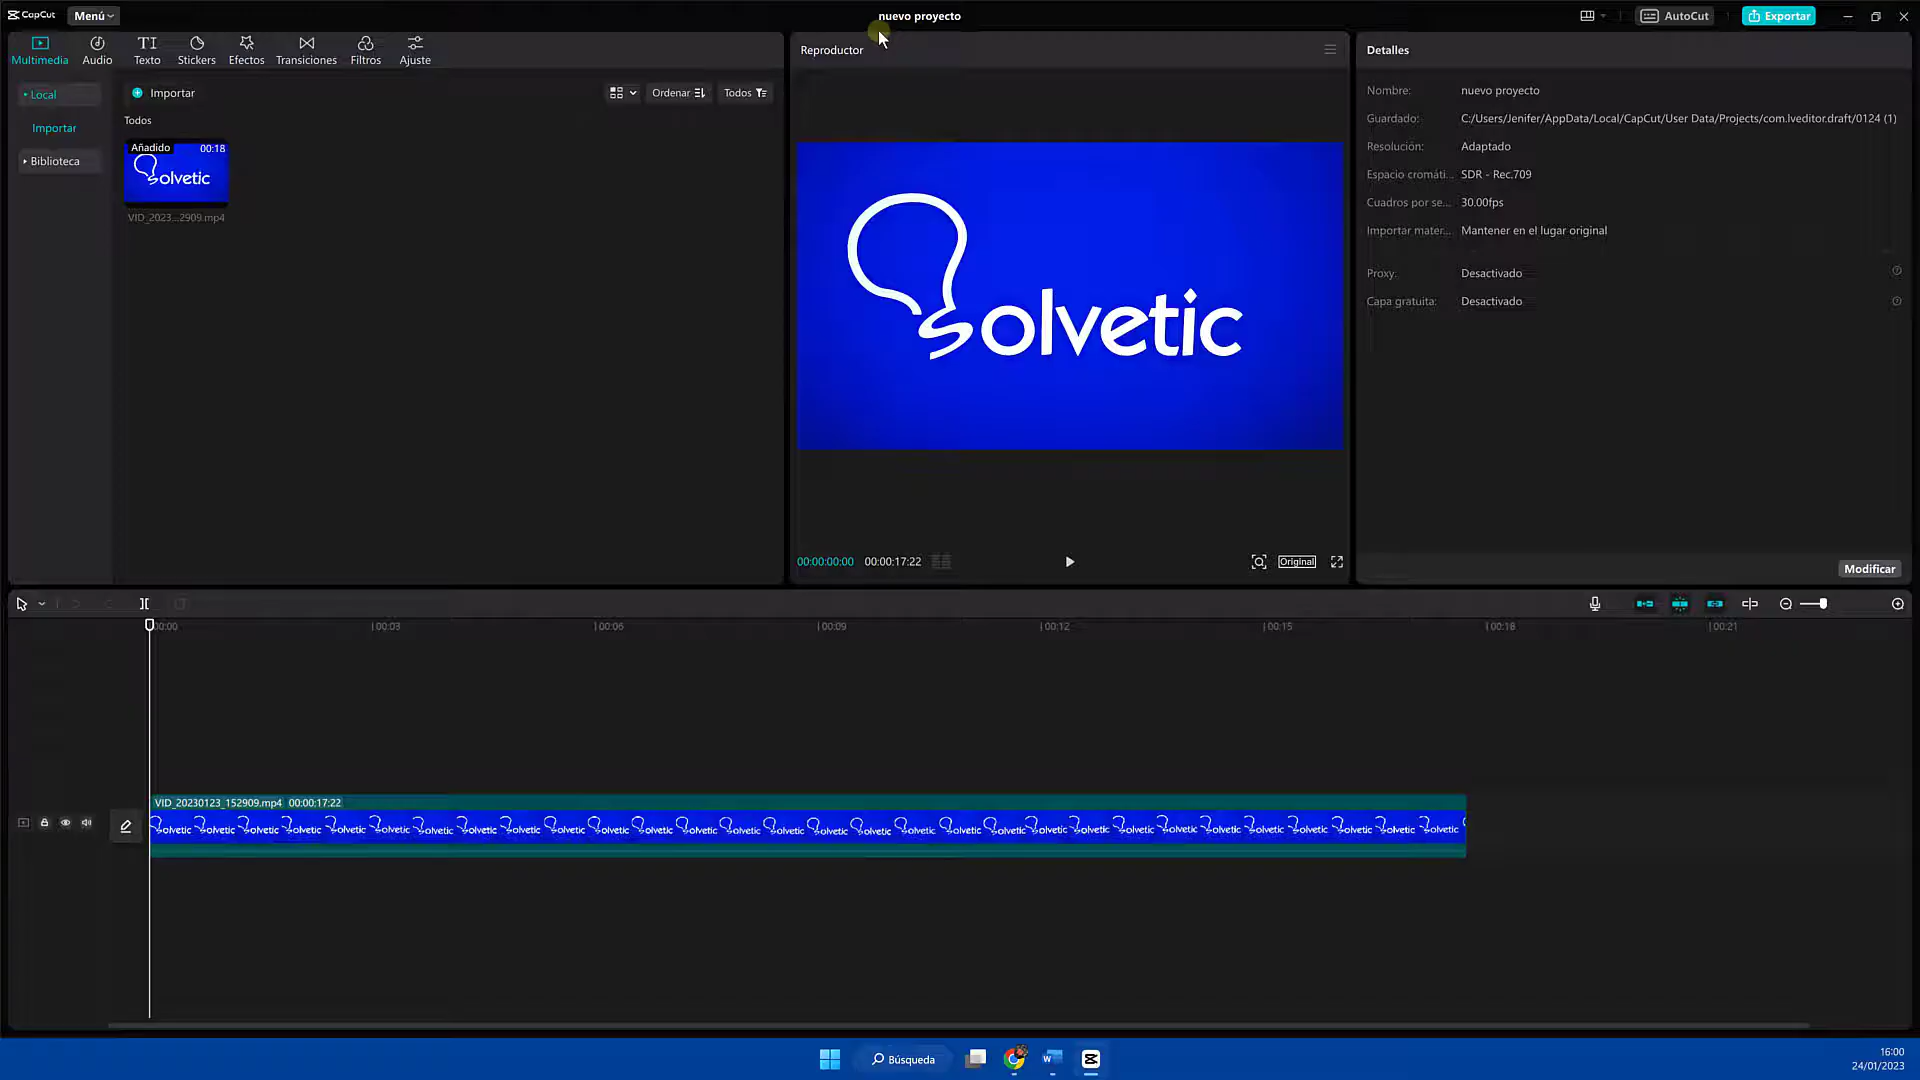 CapCut
Menú
nuevo proyecto
AutoCut
Exportar
Multimedia
Audio
Texto
Stickers
Efectos
Transiciones
Filtros
Ajuste
Local
Importar
Biblioteca
Importar
Ordenar
Todos
Todos
Añadido
00:18
Solvetic
VID_2023...2909.mp4
Reproductor
Solvetic
00:00:00:00
00:00:17:22
Original
Detalles
Nombre: nuevo proyecto
Guardado: C:/Users/Jenifer/AppData/Local/CapCut/User Data/Projects/com.lveditor.draft/0124 (1)
Resolución: Adaptado
Espacio cromáti... SDR - Rec.709
Cuadros por se... 30.00fps
Importar mater... Mantener en el lugar original
Proxy: Desactivado
Capa gratuita: Desactivado
Modificar
00:00 00:03 00:06 00:09 00:12 00:15 00:18 00:21
VID_20230123_152909.mp4 00:00:17:22
Solvetic Solvetic Solvetic Solvetic Solvetic Solvetic Solvetic Solvetic Solvetic Solvetic Solvetic Solvetic Solvetic Solvetic Solvetic Solvetic Solvetic Solvetic Solvetic Solvetic Solvetic Solvetic Solvetic Solvetic Solvetic Solvetic Solvetic Solvetic Solvetic Solvetic
Búsqueda
16:00
24/01/2023